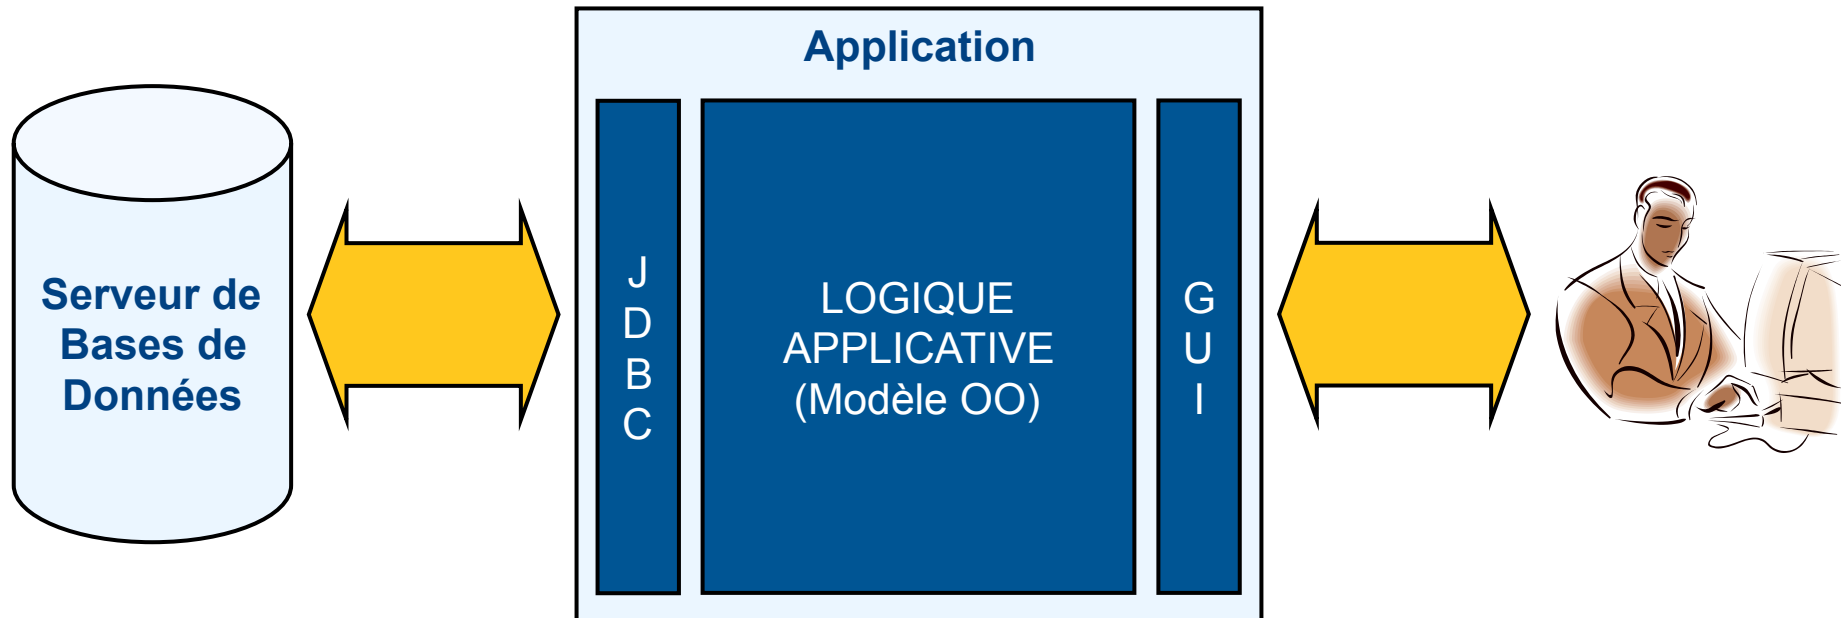 Application
Serveur de
Bases de
Données
J
D
B
C
LOGIQUE
APPLICATIVE
(Modèle OO)
G
U
I